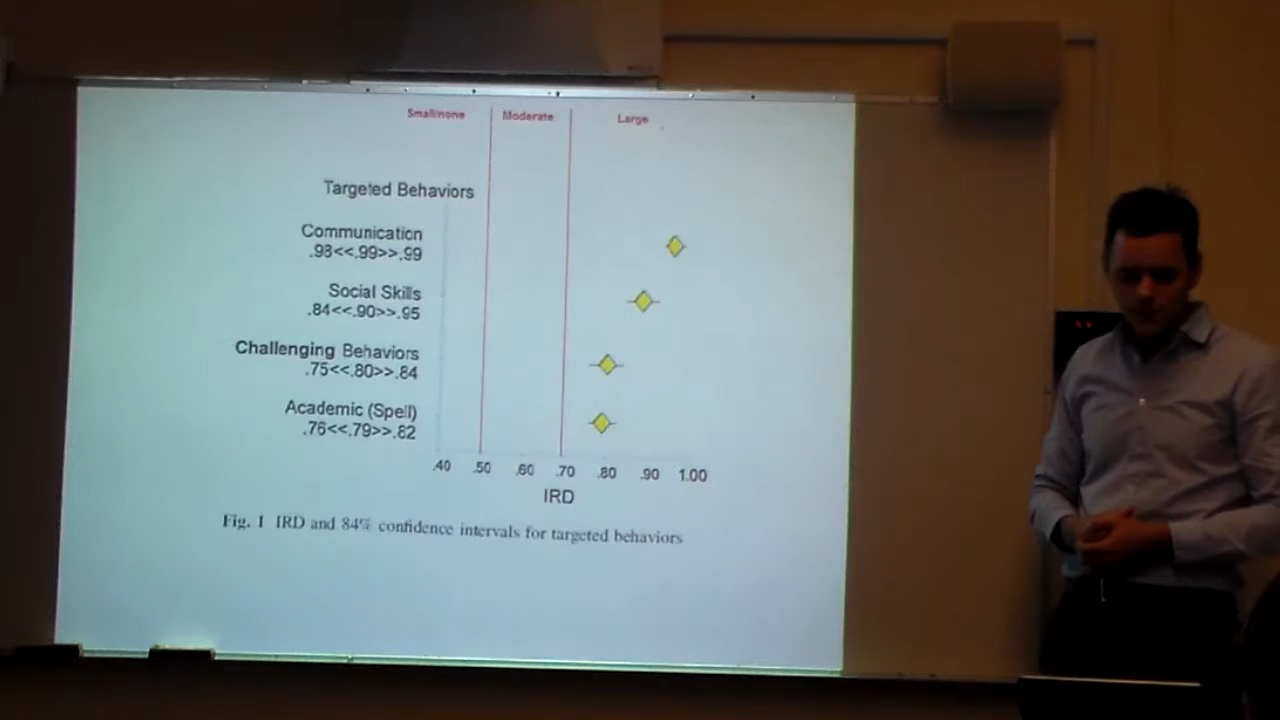 Small/none Moderate Large
Targeted Behaviors
Communication
.98<<.99>>.99
Social Skills
.84<<.90>>.95
Challenging Behaviors
.75<<.80>>.84
Academic (Spell)
.76<<.79>>.82
.40 .50 .60 .70 .80 .90 1.00
IRD
Fig. 1 IRD and 84% confidence intervals for targeted behaviors